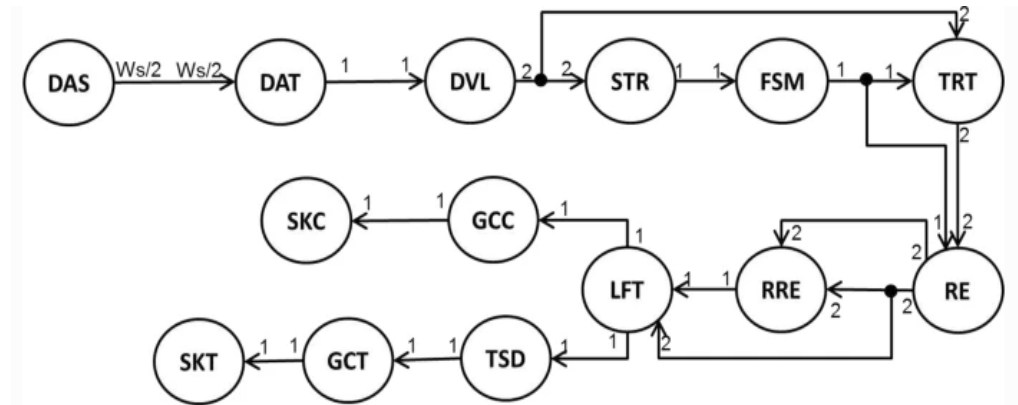 2 2
DAS Ws/2 Ws/2 DAT 1 1 DVL 2 2 STR 1 1 FSM 1 1 TRT
2
SKC 1 1 GCC 1 1 2 2 1 2
LFT 1 1 RRE 2 2 RE
SKT 1 1 GCT 1 1 TSD 1 1 2